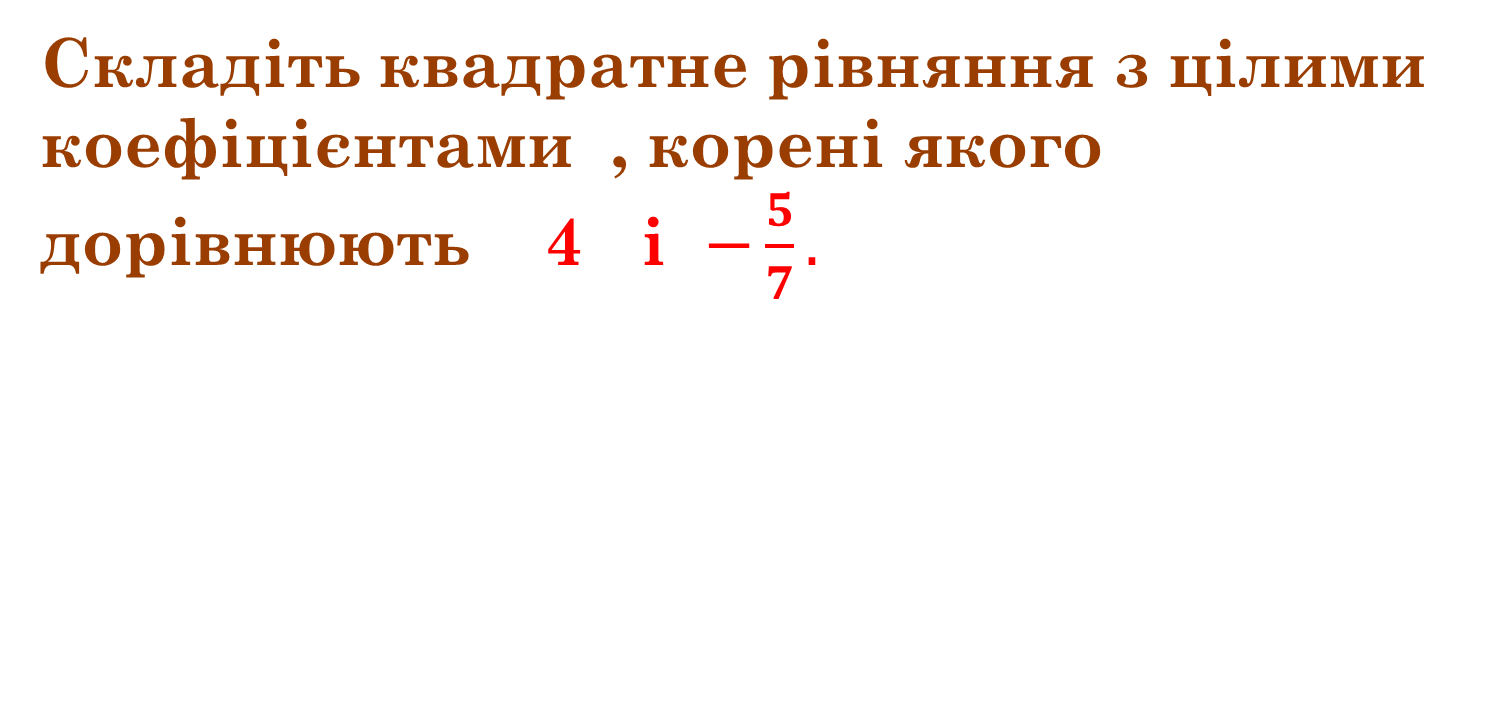 Складіть квадратне рівняння з цілими
коефіцієнтами , корені якого
дорівнюють 4 і −5/7.